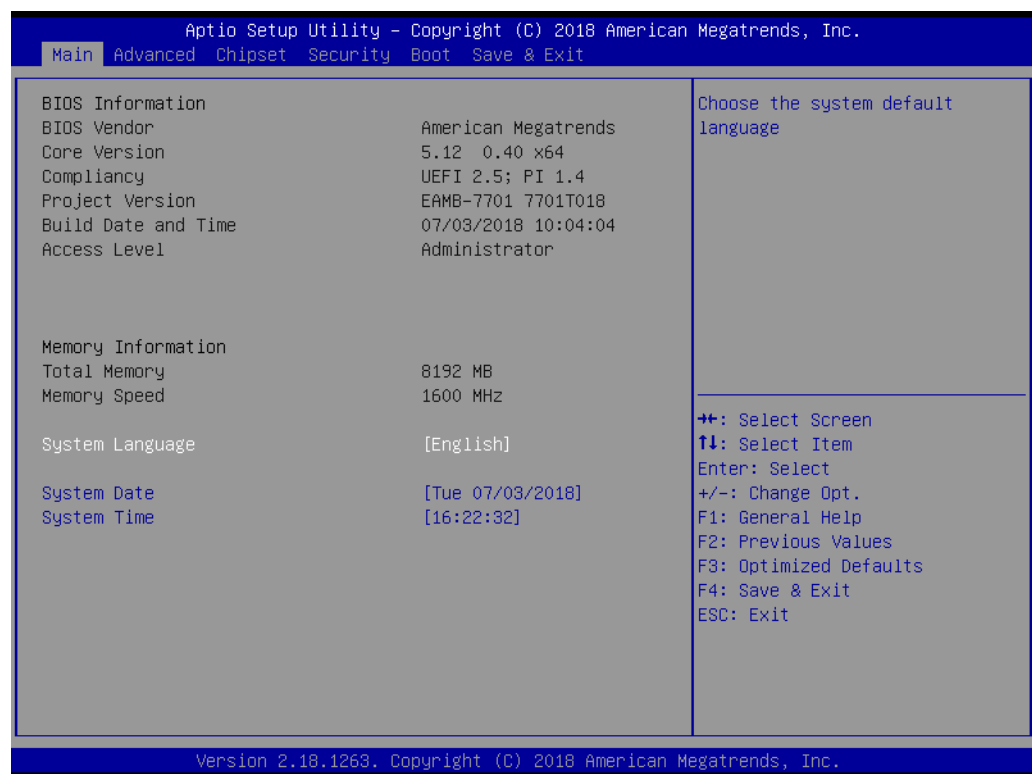 Aptio Setup Utility – Copyright (C) 2018 American Megatrends, Inc.
Main Advanced Chipset Security Boot Save & Exit
BIOS Information
BIOS Vendor American Megatrends
Core Version 5.12 0.40 x64
Compliancy UEFI 2.5; PI 1.4
Project Version EAMB-7701 7701T018
Build Date and Time 07/03/2018 10:04:04
Access Level Administrator
Memory Information
Total Memory 8192 MB
Memory Speed 1600 MHz
System Language [English]
System Date [Tue 07/03/2018]
System Time [16:22:32]
Choose the system default
language
→←: Select Screen
↑↓: Select Item
Enter: Select
+/-: Change Opt.
F1: General Help
F2: Previous Values
F3: Optimized Defaults
F4: Save & Exit
ESC: Exit
Version 2.18.1263. Copyright (C) 2018 American Megatrends, Inc.